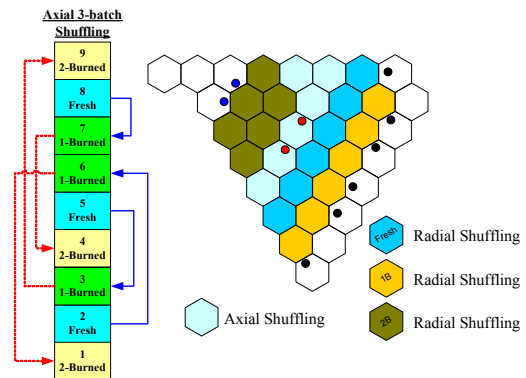 Axial 3-batch
Shuffling
9
2-Burned
8
Fresh
7
1-Burned
6
1-Burned
5
Fresh
4
2-Burned
3
1-Burned
2
Fresh
1
2-Burned
Axial Shuffling
Fresh
Radial Shuffling
1B
Radial Shuffling
2B
Radial Shuffling